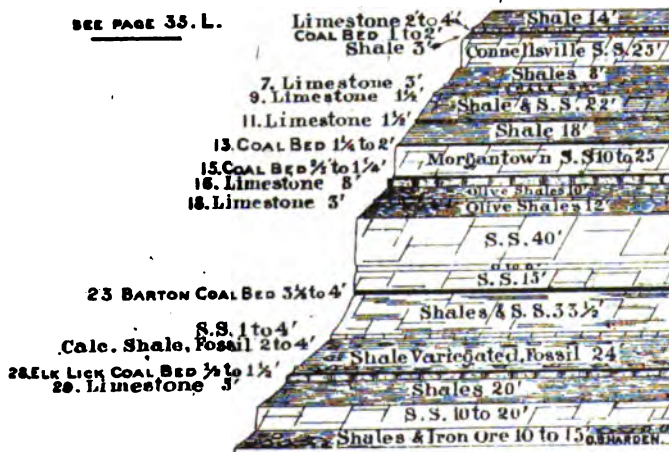 SEE PAGE 35. L.
Limestone 2' to 4'
Shale 14'
COAL BED 1 to 2'
Shale 3'
Connellsville S.S. 25'
7. Limestone 3'
Shales 8'
9. Limestone 1½'
Shale & S.S. 22'
11. Limestone 1½'
Shale 18'
13. COAL BED 1¼ to 2'
Morgantown S.S 10 to 25
15. COAL BED ½ to 1¼'
16. Limestone 8'
Olive Shales 10'
18. Limestone 3'
Olive Shales 12'
S.S. 40'
S.S. 15'
23 BARTON COAL BED 3½ to 4'
Shales & S.S. 33½'
S.S. 1 to 4'
Calc. Shale, Fossil 2 to 4'
Shale Variegated, Fossil 24'
28. ELK LICK COAL BED ½ to 1½'
29. Limestone 3'
Shales 20'
S.S. 10 to 20'
Shales & Iron Ore 10 to 15'
O.B. HARDEN.